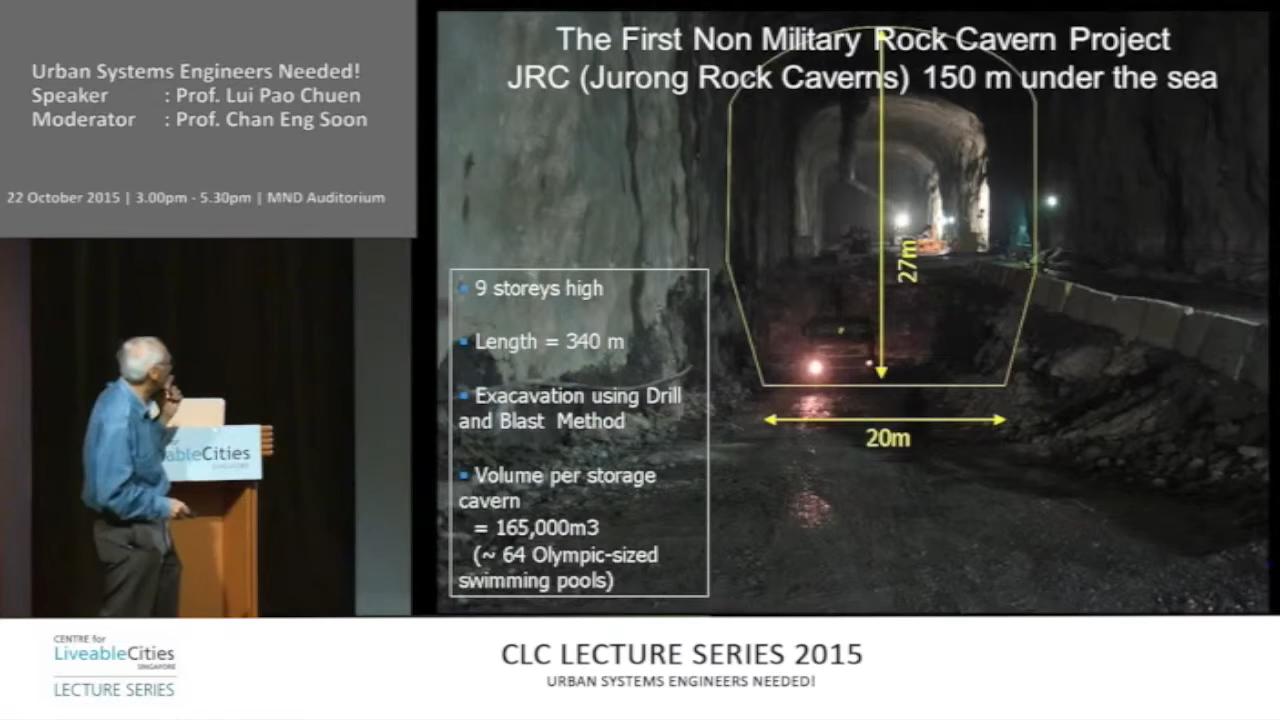 Urban Systems Engineers Needed!
Speaker : Prof. Lui Pao Chuen
Moderator : Prof. Chan Eng Soon
22 October 2015 | 3.00pm - 5.30pm | MND Auditorium
The First Non Military Rock Cavern Project
JRC (Jurong Rock Caverns) 150 m under the sea
27m
20m
9 storeys high
Length = 340 m
Exacavation using Drill
and Blast Method
Volume per storage
cavern
= 165,000m3
(~ 64 Olympic-sized
swimming pools)
ableCities
SINGAPORE
CENTRE for
LiveableCities
SINGAPORE
LECTURE SERIES
CLC LECTURE SERIES 2015
URBAN SYSTEMS ENGINEERS NEEDED!